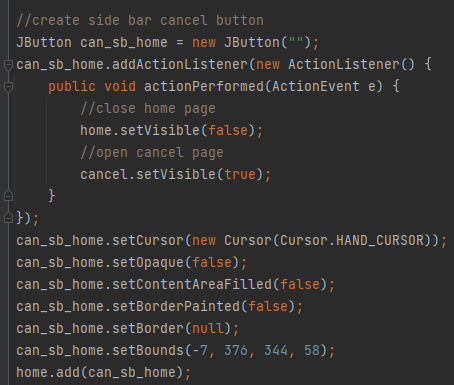 //create side bar cancel button
JButton can_sb_home = new JButton("");
can_sb_home.addActionListener(new ActionListener() {
    public void actionPerformed(ActionEvent e) {
        //close home page
        home.setVisible(false);
        //open cancel page
        cancel.setVisible(true);
    }
});
can_sb_home.setCursor(new Cursor(Cursor.HAND_CURSOR));
can_sb_home.setOpaque(false);
can_sb_home.setContentAreaFilled(false);
can_sb_home.setBorderPainted(false);
can_sb_home.setBorder(null);
can_sb_home.setBounds(-7, 376, 344, 58);
home.add(can_sb_home);